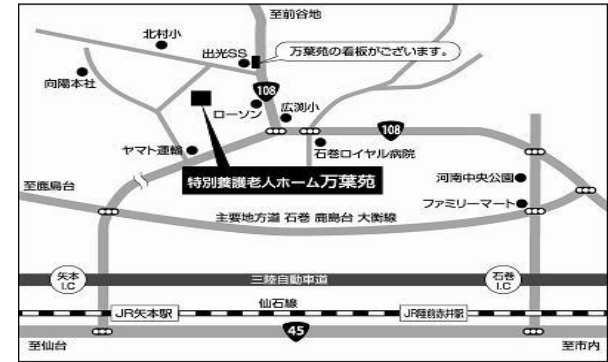 至前谷地
北村小
出光SS
万葉苑の看板がございます。
向陽本社
108
ローソン
広渕小
108
ヤマト運輸
石巻ロイヤル病院
特別養護老人ホーム万葉苑
河南中央公園
至鹿島台
ファミリーマート
主要地方道 石巻 鹿島台 大衡線
矢本
I.C
三陸自動車道
石巻
I.C
仙石線
JR矢本駅
JR陸前赤井駅
45
至仙台
至市内